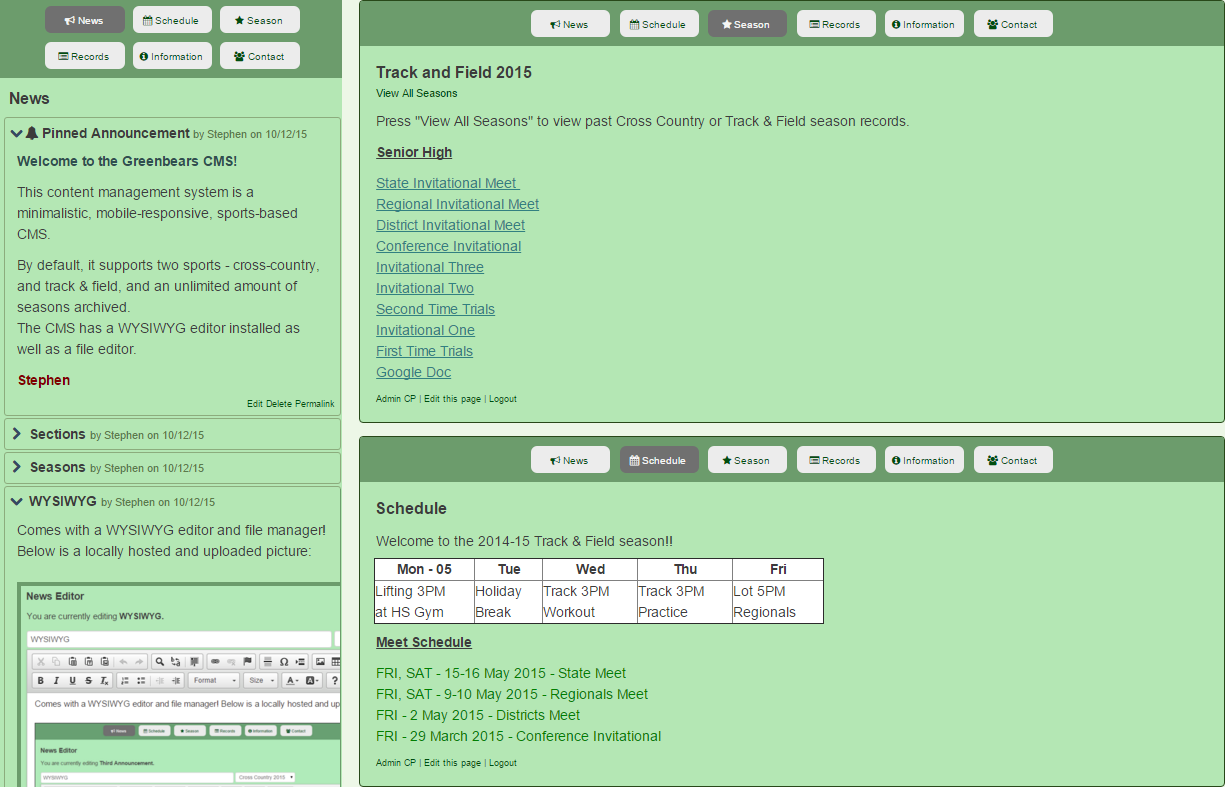 News Schedule Season
Records Information Contact
News
Pinned Announcement by Stephen on 10/12/15
Welcome to the Greenbears CMS!
This content management system is a
minimalistic, mobile-responsive, sports-based
CMS.
By default, it supports two sports - cross-country,
and track & field, and an unlimited amount of
seasons archived.
The CMS has a WYSIWYG editor installed as
well as a file editor.
Stephen
Edit Delete Permalink
Sections by Stephen on 10/12/15
Seasons by Stephen on 10/12/15
WYSIWYG by Stephen on 10/12/15
Comes with a WYSIWYG editor and file manager!
Below is a locally hosted and uploaded picture:
News Editor
You are currently editing WYSIWYG.
WYSIWYG
B I U S Tx Format Size A A ?
Comes with a WYSIWYG editor and file manager! Below is a locally hosted and up
News Schedule Season Records Information Contact
News Editor
You are currently editing Third Announcement.
WYSIWYG Cross Country 2015
News Schedule Season Records Information Contact
Track and Field 2015
View All Seasons
Press "View All Seasons" to view past Cross Country or Track & Field season records.
Senior High
State Invitational Meet
Regional Invitational Meet
District Invitational Meet
Conference Invitational
Invitational Three
Invitational Two
Second Time Trials
Invitational One
First Time Trials
Google Doc
Admin CP | Edit this page | Logout
News Schedule Season Records Information Contact
Schedule
Welcome to the 2014-15 Track & Field season!!
Mon - 05 Tue Wed Thu Fri
Lifting 3PM Holiday Track 3PM Track 3PM Lot 5PM
at HS Gym Break Workout Practice Regionals
Meet Schedule
FRI, SAT - 15-16 May 2015 - State Meet
FRI, SAT - 9-10 May 2015 - Regionals Meet
FRI - 2 May 2015 - Districts Meet
FRI - 29 March 2015 - Conference Invitational
Admin CP | Edit this page | Logout